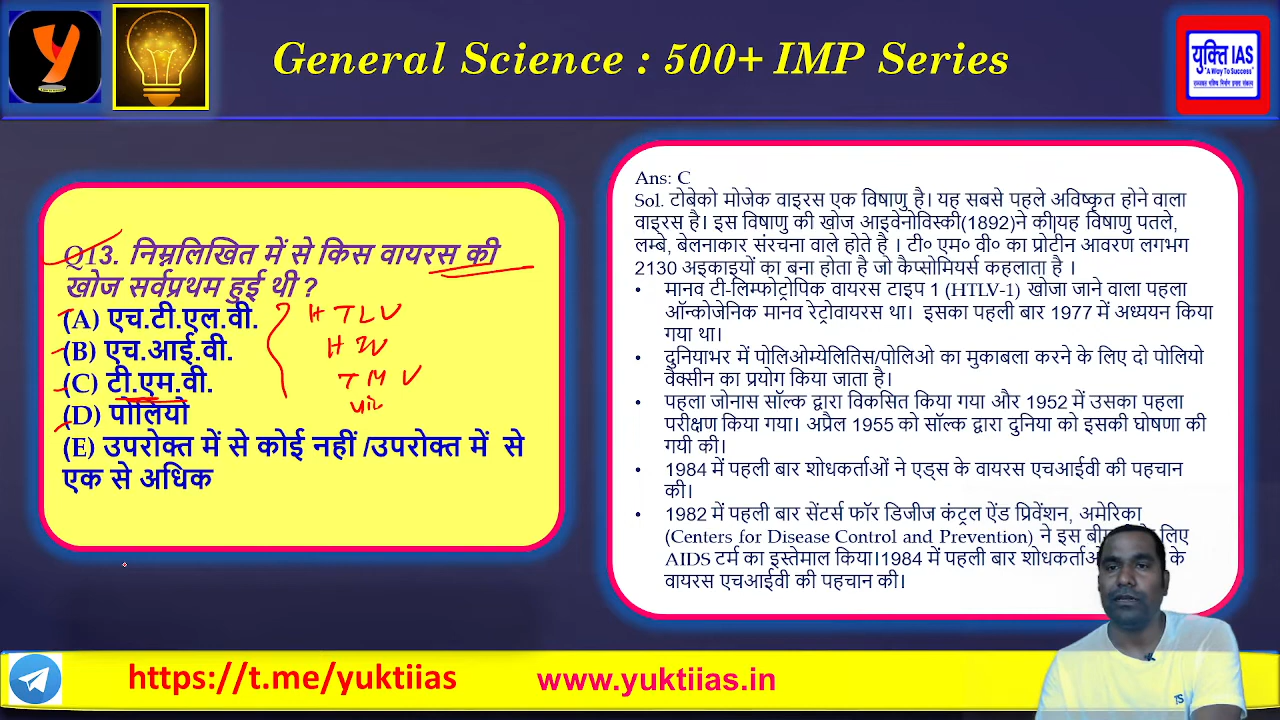 General Science : 500+ IMP Series
युक्ति IAS
"A Way To Success"
Q13. निम्नलिखित में से किस वायरस की
खोज सर्वप्रथम हुई थी ?
(A) एच.टी.एल.वी.
(B) एच.आई.वी.
(C) टी.एम.वी.
(D) पोलियो
(E) उपरोक्त में से कोई नहीं /उपरोक्त में से
एक से अधिक
H T L V
H IV
T M V
Ans: C
Sol. टोबेको मोजेक वाइरस एक विषाणु है। यह सबसे पहले अविष्कृत होने वाला
वाइरस है। इस विषाणु की खोज आइवेनोविस्की(1892)ने की।यह विषाणु पतले,
लम्बे, बेलनाकार संरचना वाले होते है । टी० एम० वी० का प्रोटीन आवरण लगभग
2130 अइकाइयों का बना होता है जो कैप्सोमियर्स कहलाता है ।
• मानव टी-लिम्फोट्रोपिक वायरस टाइप 1 (HTLV-1) खोजा जाने वाला पहला
ऑन्कोजेनिक मानव रेट्रोवायरस था। इसका पहली बार 1977 में अध्ययन किया
गया था।
• दुनियाभर में पोलिओम्येलितिस/पोलिओ का मुकाबला करने के लिए दो पोलियो
वैक्सीन का प्रयोग किया जाता है।
• पहला जोनास सॉल्क द्वारा विकसित किया गया और 1952 में उसका पहला
परीक्षण किया गया। अप्रैल 1955 को सॉल्क द्वारा दुनिया को इसकी घोषणा की
गयी की।
• 1984 में पहली बार शोधकर्ताओं ने एड्स के वायरस एचआईवी की पहचान
की।
• 1982 में पहली बार सेंटर्स फॉर डिजीज कंट्रल ऐंड प्रिवेंशन, अमेरिका
(Centers for Disease Control and Prevention) ने इस लिए
AIDS टर्म का इस्तेमाल किया।1984 में पहली बार के
वायरस एचआईवी की पहचान की।
https://t.me/yuktiias
www.yuktiias.in